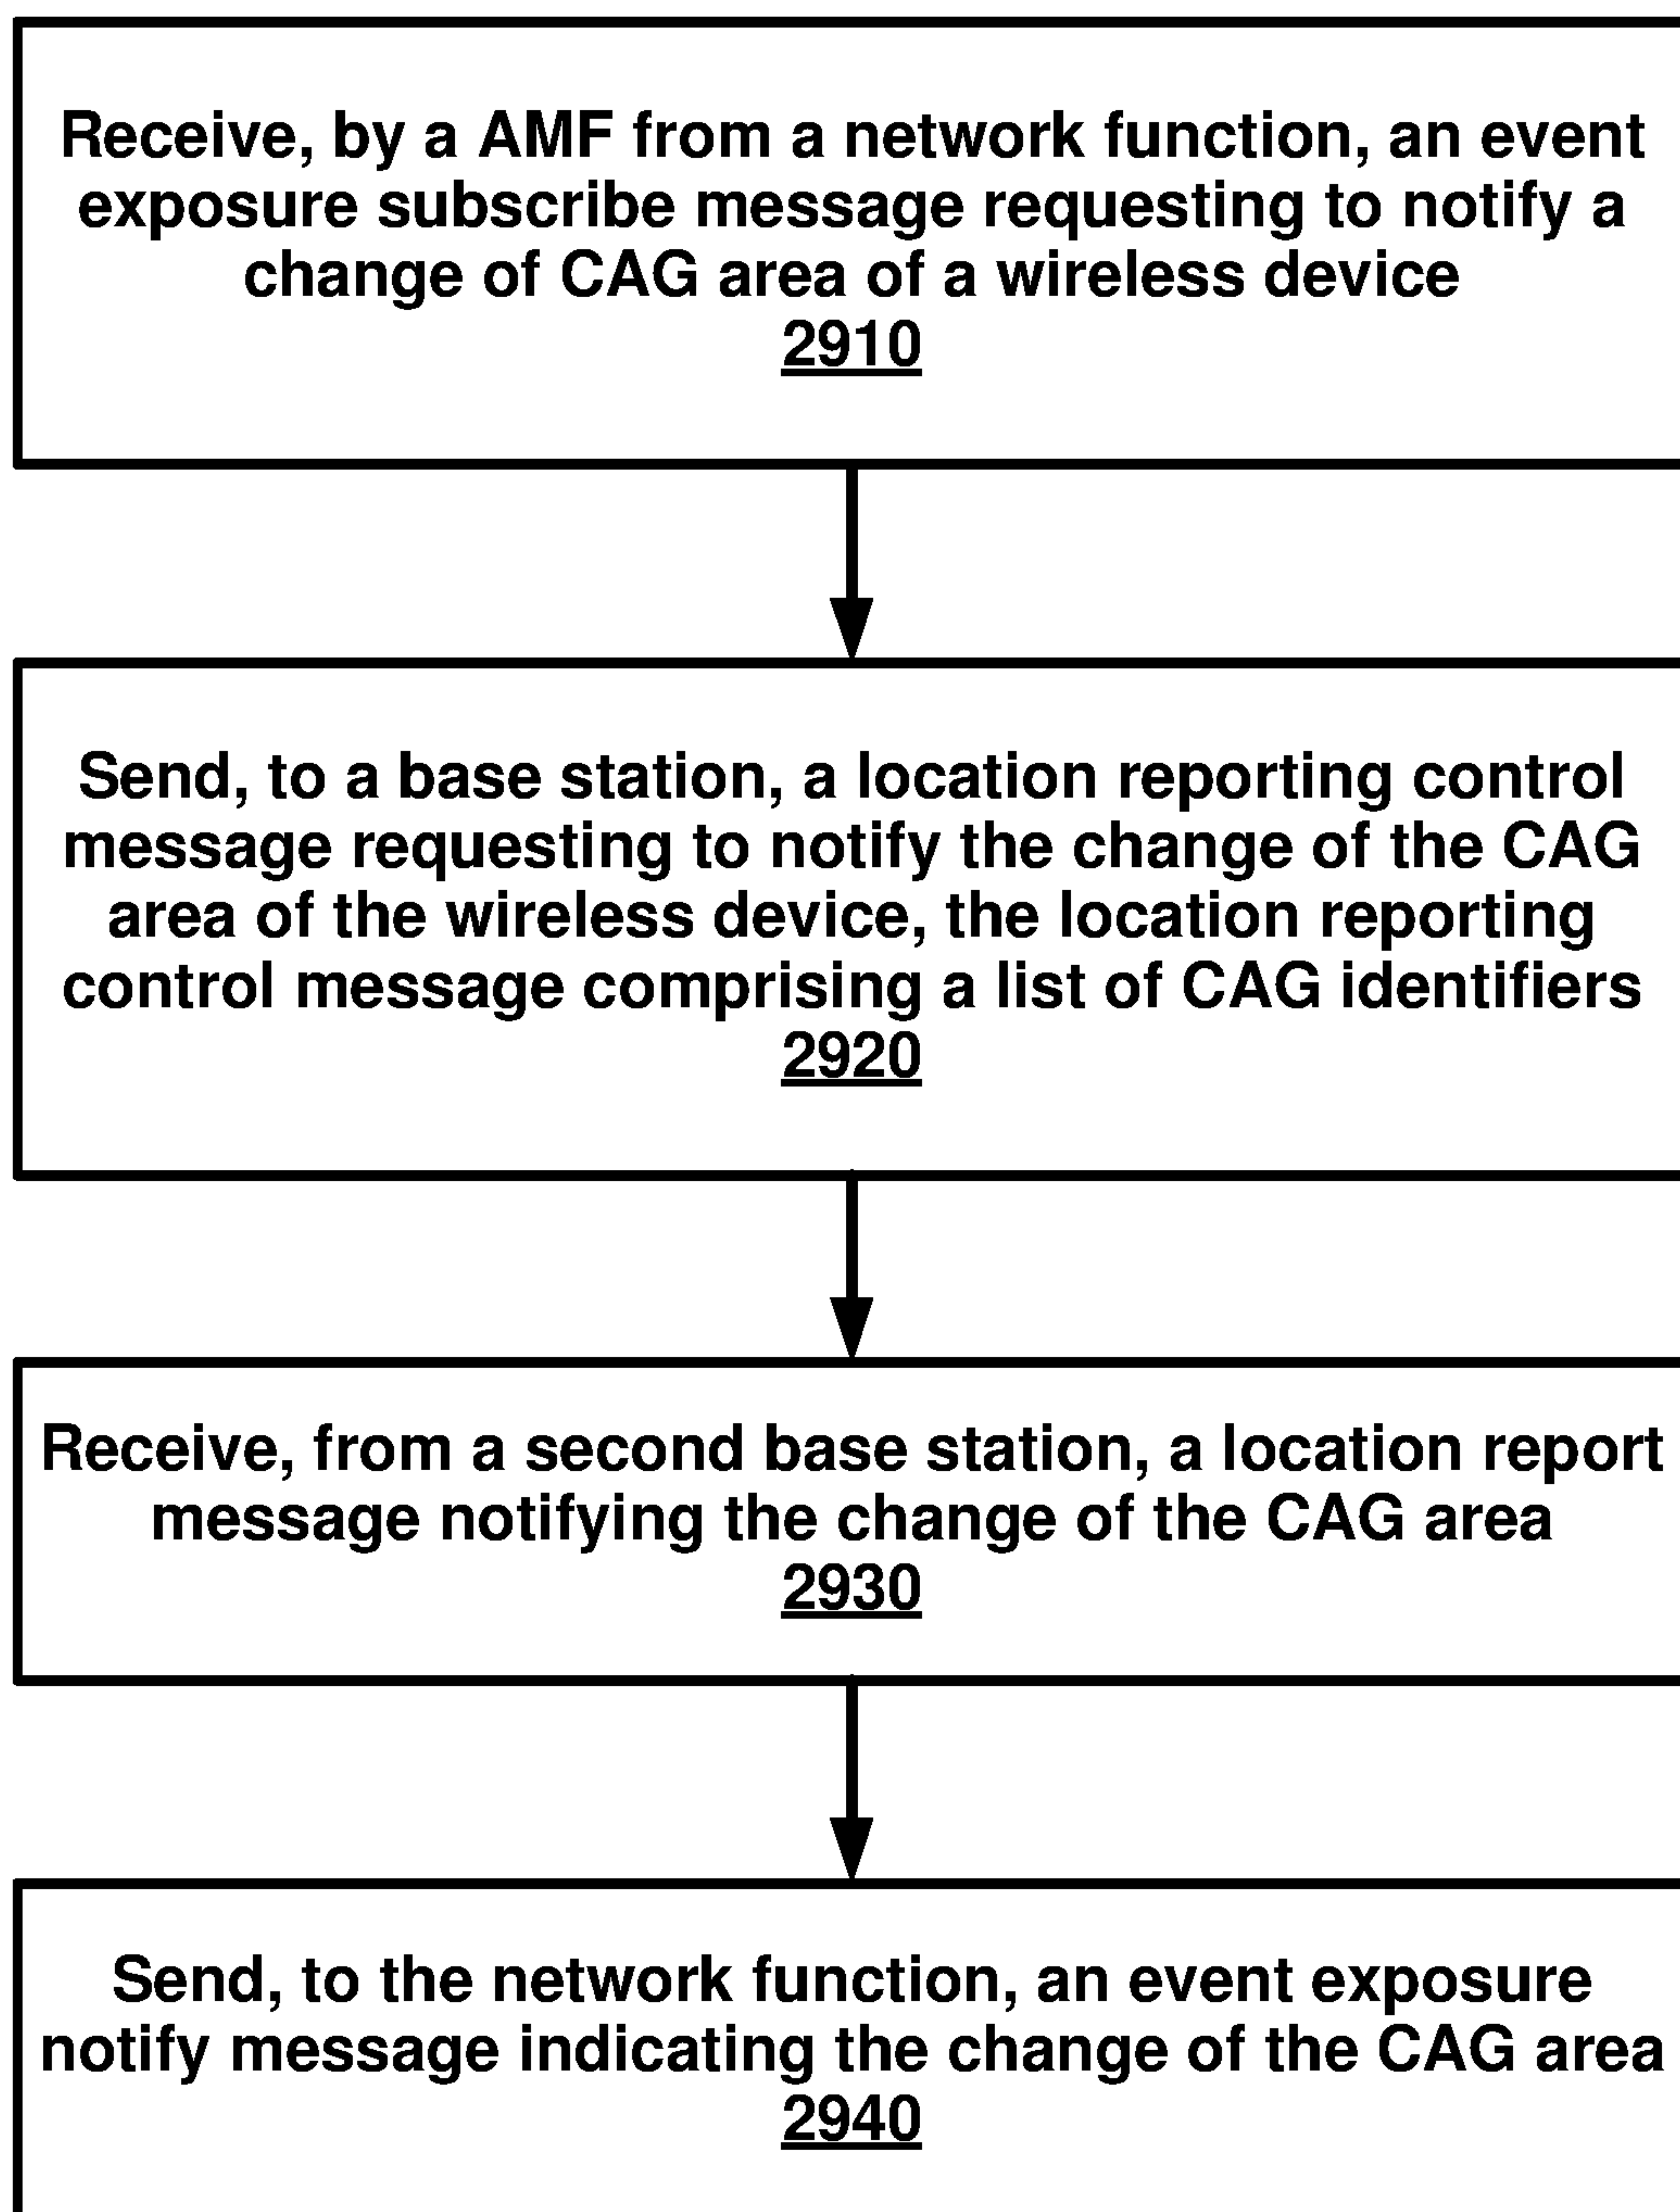 Receive, by a AMF from a network function, an event
exposure subscribe message requesting to notify a
change of CAG area of a wireless device
2910
Send, to a base station, a location reporting control
message requesting to notify the change of the CAG
area of the wireless device, the location reporting
control message comprising a list of CAG identifiers
2920
Receive, from a second base station, a location report
message notifying the change of the CAG area
2930
Send, to the network function, an event exposure
notify message indicating the change of the CAG area
2940